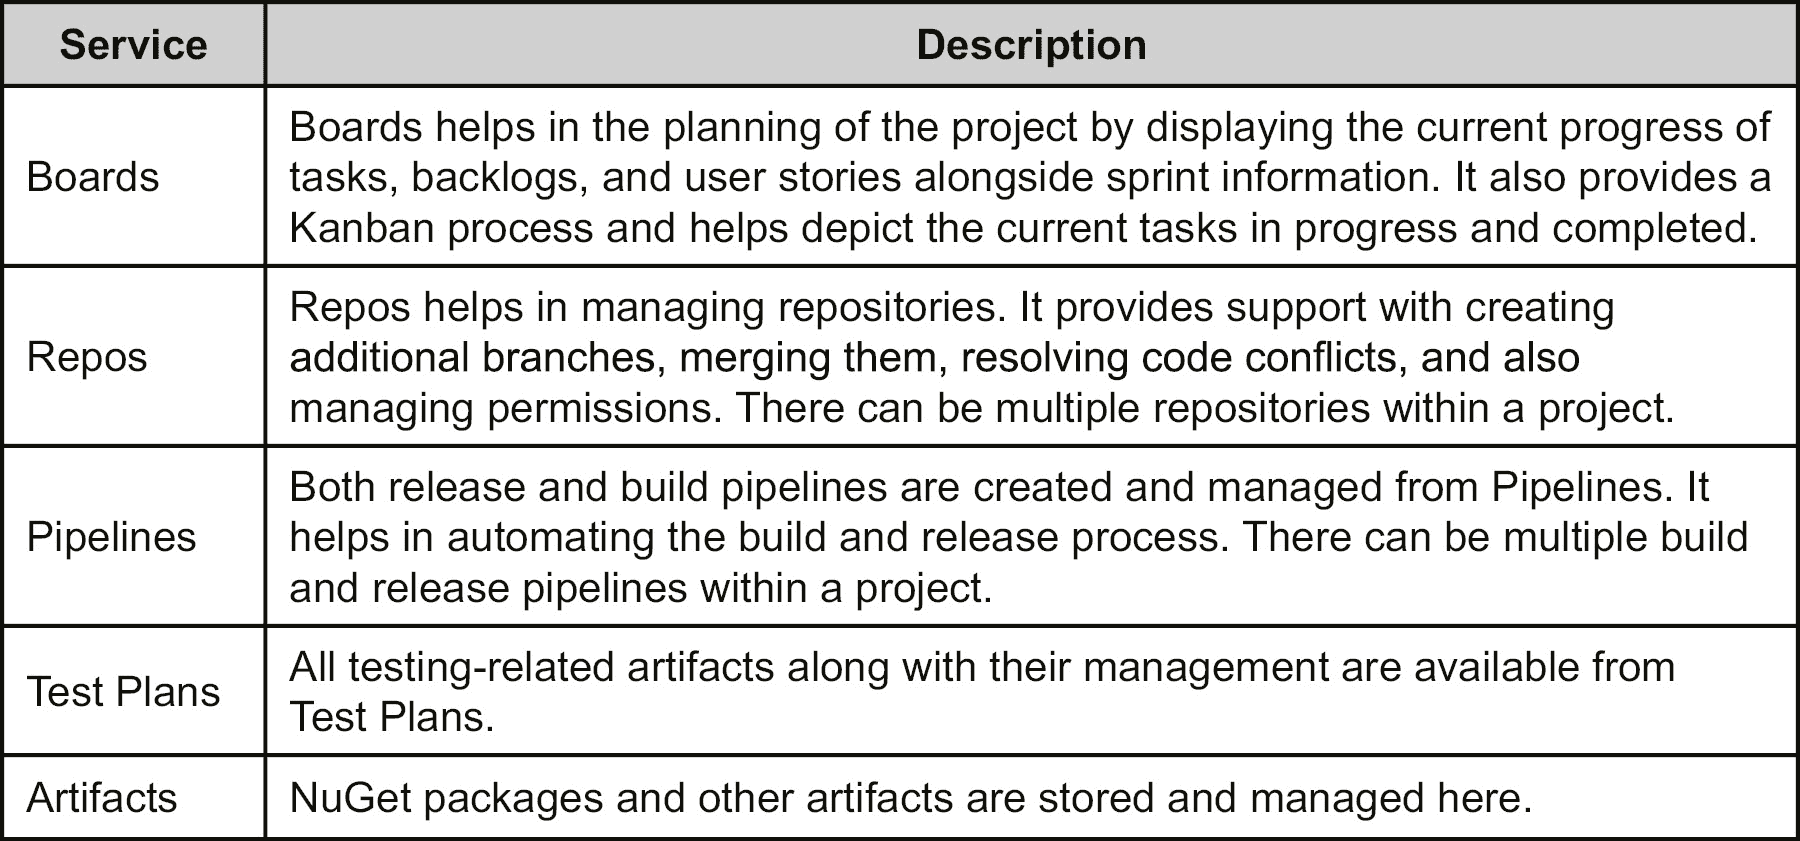 Service
Description
Boards
Boards helps in the planning of the project by displaying the current progress of
tasks, backlogs, and user stories alongside sprint information. It also provides a
Kanban process and helps depict the current tasks in progress and completed.
Repos
Repos helps in managing repositories. It provides support with creating
additional branches, merging them, resolving code conflicts, and also
managing permissions. There can be multiple repositories within a project.
Pipelines
Both release and build pipelines are created and managed from Pipelines. It
helps in automating the build and release process. There can be multiple build
and release pipelines within a project.
Test Plans
All testing-related artifacts along with their management are available from
Test Plans.
Artifacts
NuGet packages and other artifacts are stored and managed here.